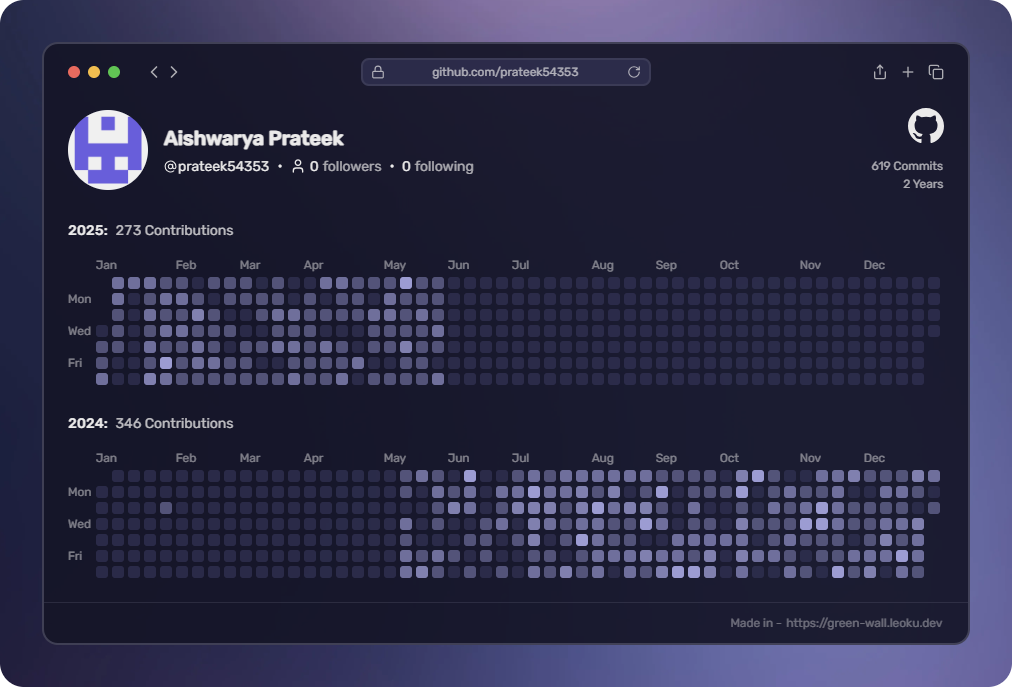 github.com/prateek54353
Aishwarya Prateek
@prateek54353 • 0 followers • 0 following
619 Commits
2 Years
2025: 273 Contributions
Jan Feb Mar Apr May Jun Jul Aug Sep Oct Nov Dec
Mon
Wed
Fri
2024: 346 Contributions
Jan Feb Mar Apr May Jun Jul Aug Sep Oct Nov Dec
Mon
Wed
Fri
Made in - https://green-wall.leoku.dev